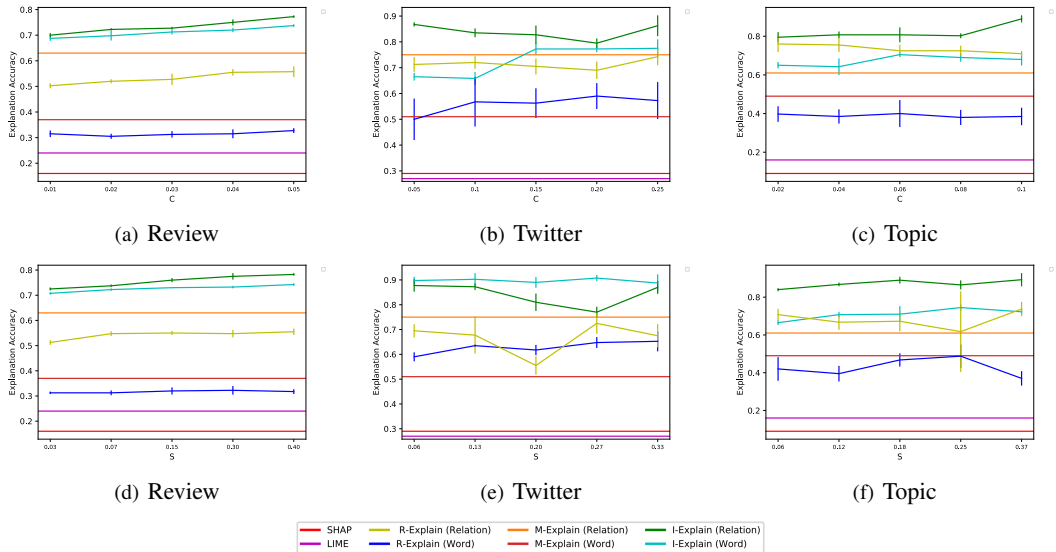 0.8
0.7
0.6
0.5
0.4
0.3
0.2
Explanation Accuracy
0.01 0.02 0.03 0.04 0.05
C
(a) Review
0.9
0.8
0.7
0.6
0.5
0.4
0.3
Explanation Accuracy
0.05 0.1 0.15 0.20 0.25
C
(b) Twitter
0.8
0.6
0.4
0.2
Explanation Accuracy
0.02 0.04 0.06 0.08 0.1
C
(c) Topic
0.8
0.7
0.6
0.5
0.4
0.3
0.2
Explanation Accuracy
0.03 0.07 0.15 0.30 0.40
S
(d) Review
0.9
0.8
0.7
0.6
0.5
0.4
0.3
Explanation Accuracy
0.06 0.13 0.20 0.27 0.33
S
(e) Twitter
0.8
0.6
0.4
0.2
Explanation Accuracy
0.06 0.12 0.18 0.25 0.37
S
(f) Topic
SHAP R-Explain (Relation) M-Explain (Relation) I-Explain (Relation)
LIME R-Explain (Word) M-Explain (Word) I-Explain (Word)